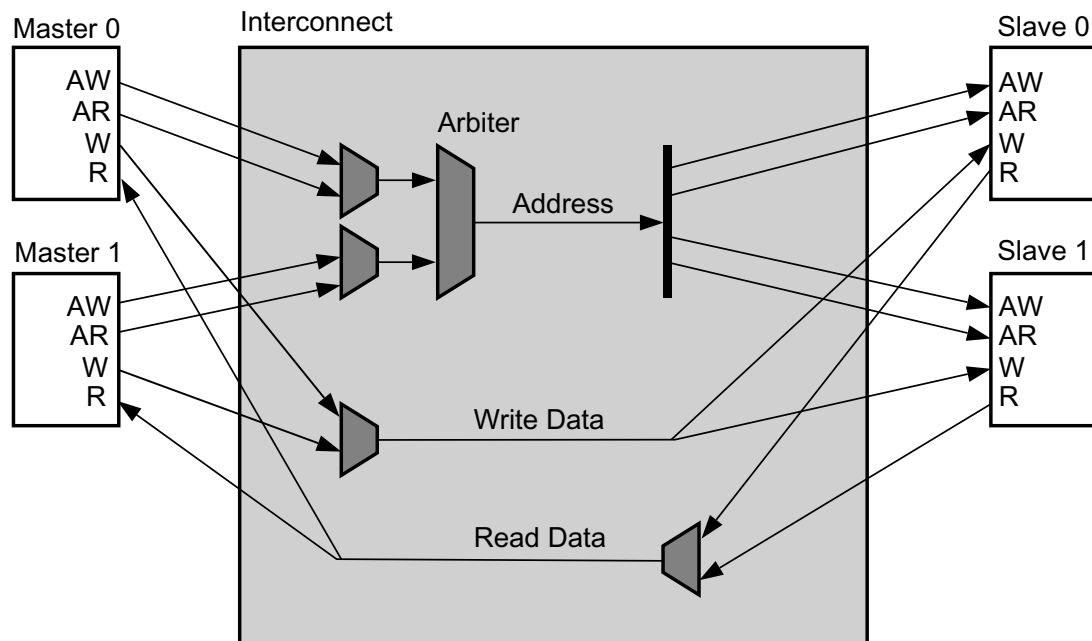 Master 0
AW
AR
W
R
Master 1
AW
AR
W
R
Interconnect
Arbiter
Address
Write Data
Read Data
Slave 0
AW
AR
W
R
Slave 1
AW
AR
W
R